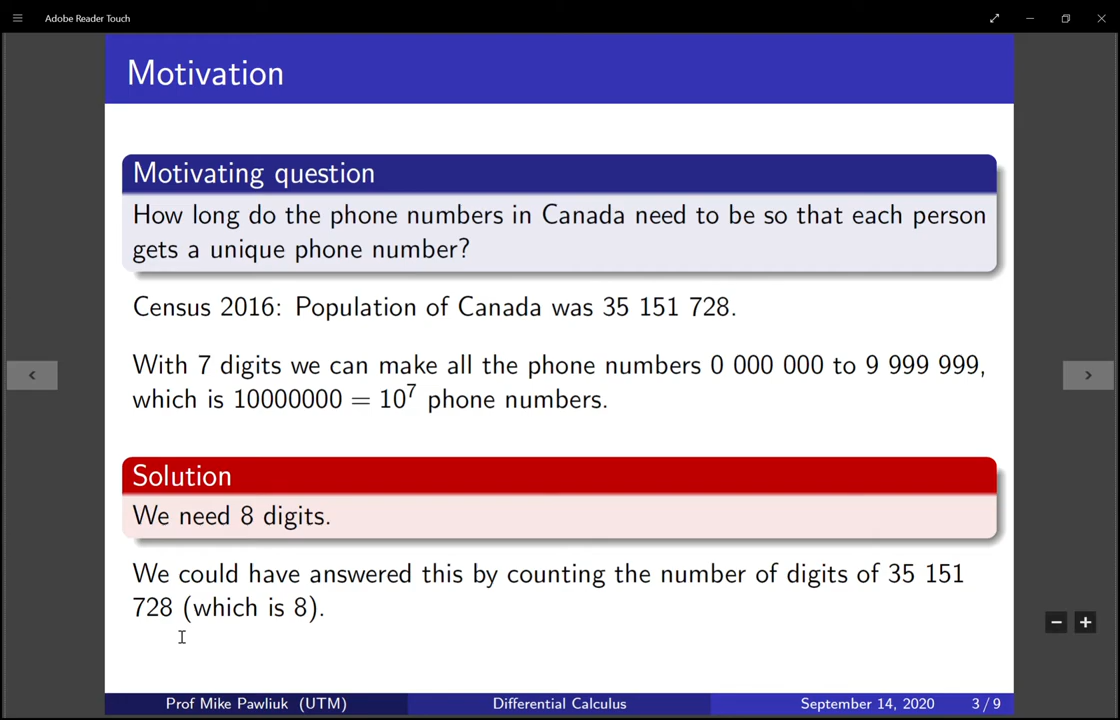 Adobe Reader Touch
Motivation
Motivating question
How long do the phone numbers in Canada need to be so that each person
gets a unique phone number?
Census 2016: Population of Canada was 35 151 728.
With 7 digits we can make all the phone numbers 0 000 000 to 9 999 999,
which is 10000000 = 10⁷ phone numbers.
Solution
We need 8 digits.
We could have answered this by counting the number of digits of 35 151
728 (which is 8).
Prof Mike Pawliuk (UTM) Differential Calculus September 14, 2020 3 / 9